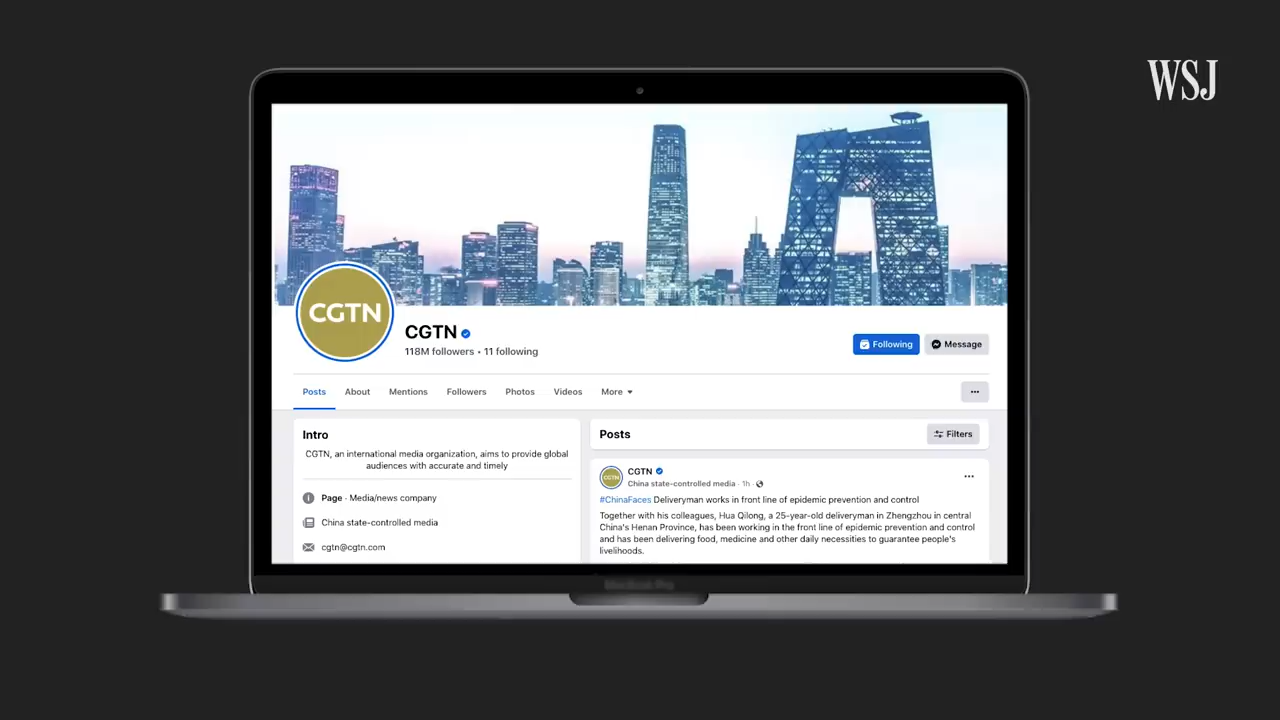 WSJ
CGTN
CGTN
118M followers • 11 following
Following
Message
Posts
About
Mentions
Followers
Photos
Videos
More
Intro
CGTN, an international media organization, aims to provide global
audiences with accurate and timely
Page · Media/news company
China state-controlled media
cgtn@cgtn.com
Posts
Filters
CGTN
CGTN
China state-controlled media · 1h ·
#ChinaFaces Deliveryman works in front line of epidemic prevention and control
Together with his colleagues, Hua Qilong, a 25-year-old deliveryman in Zhengzhou in central
China's Henan Province, has been working in the front line of epidemic prevention and control
and has been delivering food, medicine and other daily necessities to guarantee people's
livelihoods.
MacBook Pro